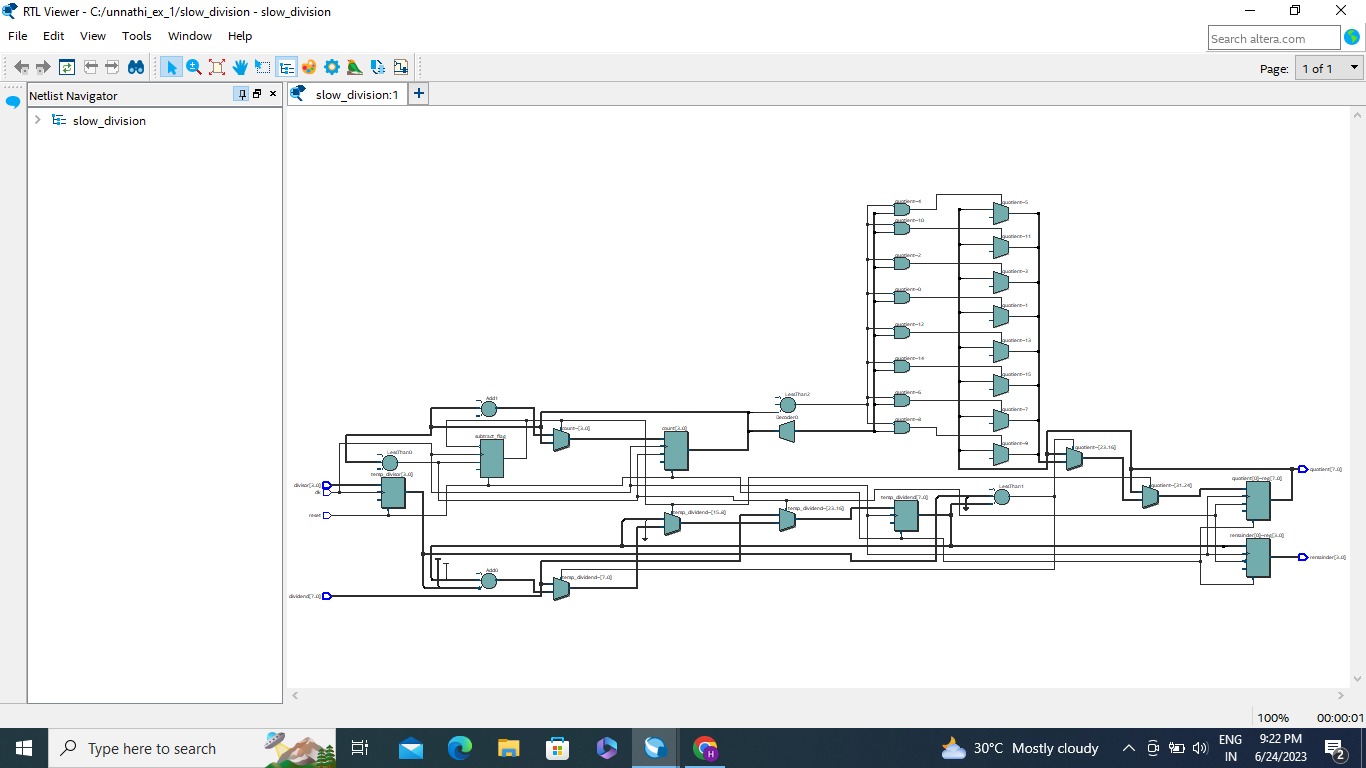 RTL Viewer - C:/unnathi_ex_1/slow_division - slow_division
File Edit View Tools Window Help
Search altera.com
Page: 1 of 1
Netlist Navigator
slow_division:1
slow_division
quotient~4
quotient~5
quotient~10
quotient~11
quotient~2
quotient~3
quotient~0
quotient~1
quotient~12
quotient~13
quotient~14
quotient~15
quotient~6
quotient~7
quotient~8
quotient~9
Add1
LessThan2
Decoder0
count~[3..0]
count[3..0]
subtract_flag
LessThan0
quotient~[23..16]
quotient[7..0]
temp_divisor[3..0]
divisor[3..0]
clk
reset
quotient~[31..24]
quotient[0]~reg[7..0]
LessThan1
temp_dividend[7..0]
temp_dividend~[15..8]
temp_dividend~[23..16]
remainder[0]~reg[3..0]
remainder[3..0]
Add0
temp_dividend~[7..0]
dividend[7..0]
100% 00:00:01
Type here to search
30°C Mostly cloudy
ENG
IN
9:22 PM
6/24/2023
2